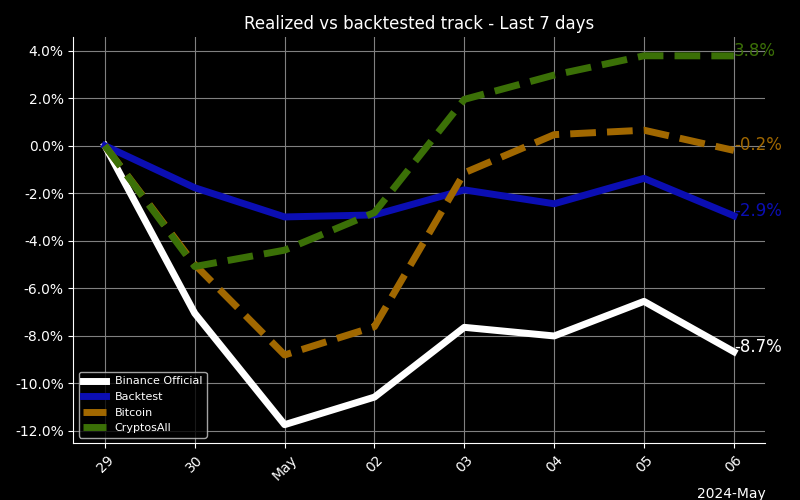 Realized vs backtested track - Last 7 days
4.0%
2.0%
0.0%
-2.0%
-4.0%
-6.0%
-8.0%
-10.0%
-12.0%
3.8%
-0.2%
-2.9%
-8.7%
Binance Official
Backtest
Bitcoin
CryptosAll
29
30
May
02
03
04
05
06
2024-May